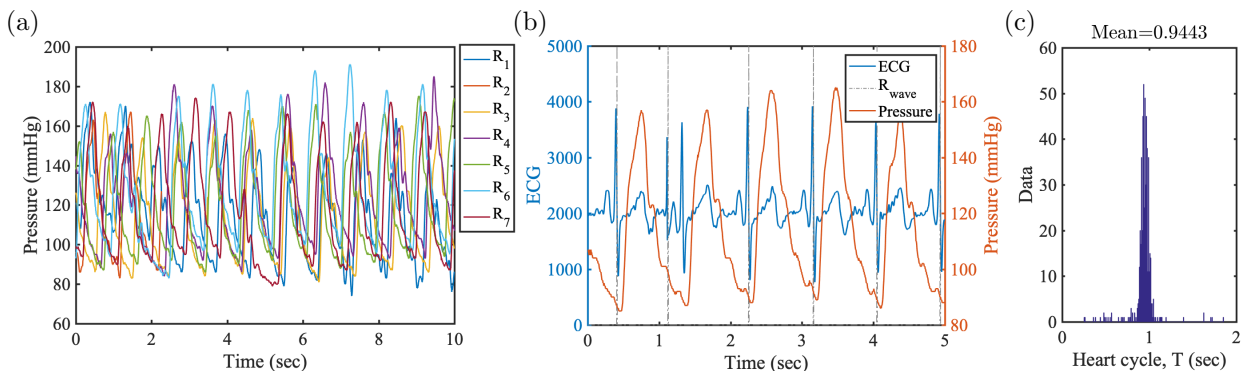 (a)
200
180
160
140
120
100
80
60
Pressure (mmHg)
0 2 4 6 8 10
Time (sec)
R1
R2
R3
R4
R5
R6
R7
(b)
5000
4000
3000
2000
1000
0
ECG
0 1 2 3 4 5
Time (sec)
180
160
140
120
100
80
Pressure (mmHg)
ECG
Rwave
Pressure
(c)
Mean=0.9443
60
50
40
30
20
10
0
Data
0 1 2
Heart cycle, T (sec)